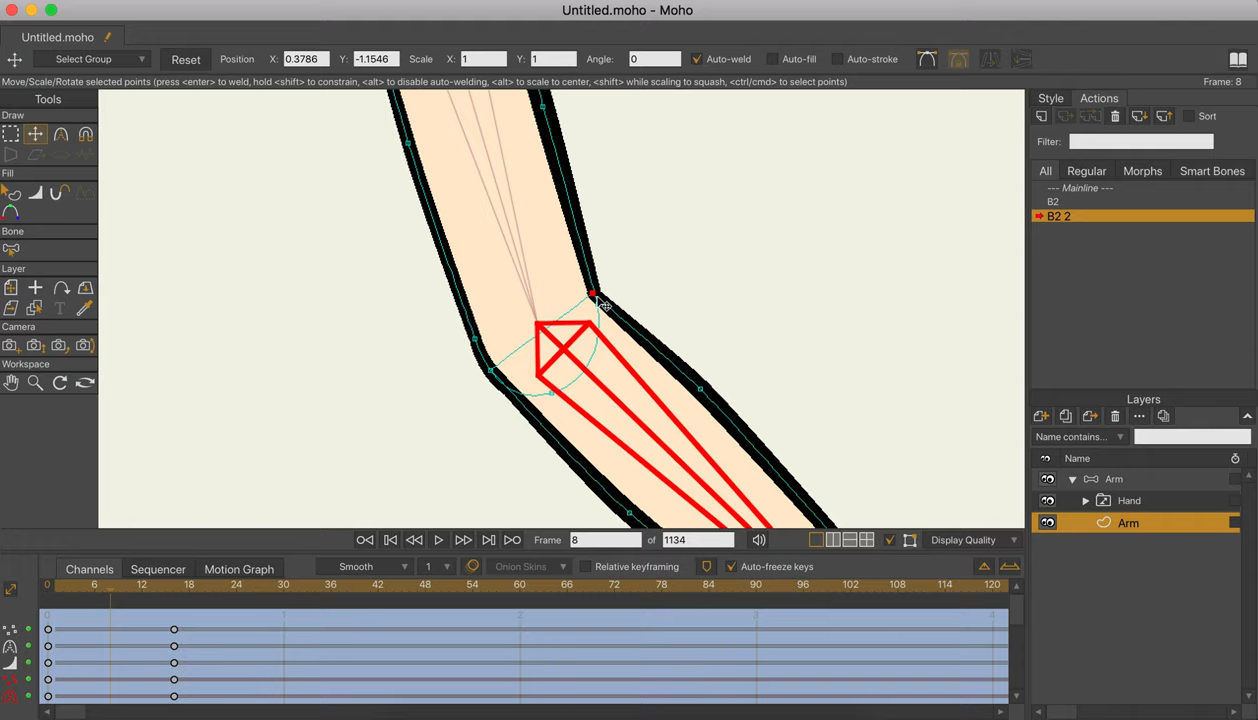 Untitled.moho - Moho
Untitled.moho
Select Group Reset Position X: 0.3786 Y: -1.1546 Scale X: 1 Y: 1 Angle: 0 Auto-weld Auto-fill Auto-stroke
Move/Scale/Rotate selected points (press <enter> to weld, hold <shift> to constrain, <alt> to disable auto-welding, <alt> to scale to center, <shift> while scaling to squash, <ctrl/cmd> to select points) Frame: 8
Tools
Draw
Fill
Bone
Layer
Camera
Workspace
Style Actions
Sort
Filter:
All Regular Morphs Smart Bones
--- Mainline ---
B2
B2 2
Layers
Name contains...
Name
Arm
Hand
Arm
Frame 8 of 1134 Display Quality
Channels Sequencer Motion Graph Smooth 1 Onion Skins Relative keyframing Auto-freeze keys
0 6 12 18 24 30 36 42 48 54 60 66 72 78 84 90 96 102 108 114 120
0 1 2 3 4